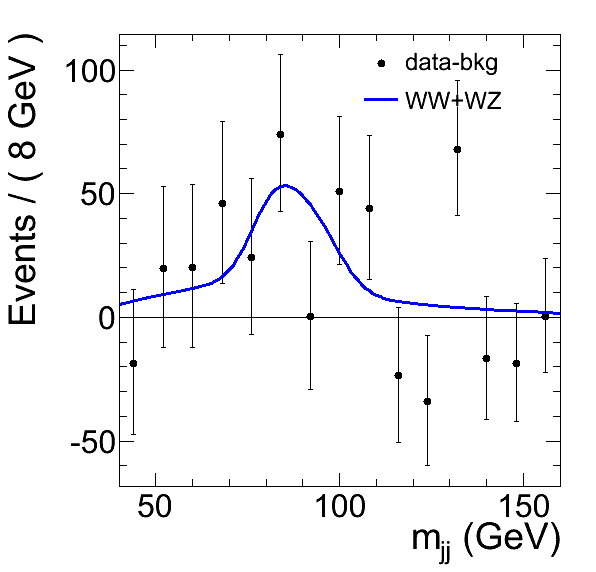 Events / ( 8 GeV )
100
50
0
-50
data-bkg
WW+WZ
50 100 150
m_jj (GeV)